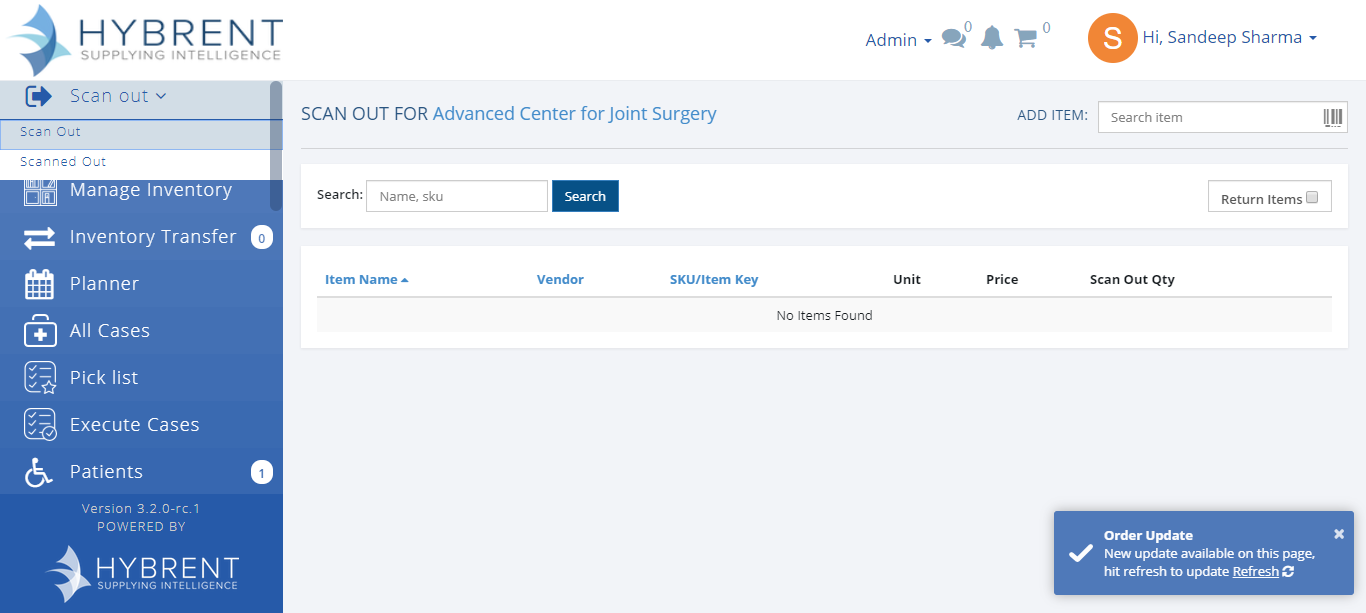 HYBRENT
SUPPLYING INTELLIGENCE
Admin
0
0
S
Hi, Sandeep Sharma
Scan out
Scan Out
Scanned Out
Manage Inventory
Inventory Transfer 0
Planner
All Cases
Pick list
Execute Cases
Patients 1
Version 3.2.0-rc.1
POWERED BY
HYBRENT
SUPPLYING INTELLIGENCE
SCAN OUT FOR Advanced Center for Joint Surgery
ADD ITEM: Search item
Search: Name, sku Search Return Items
Item Name Vendor SKU/Item Key Unit Price Scan Out Qty
No Items Found
Order Update
New update available on this page,
hit refresh to update Refresh